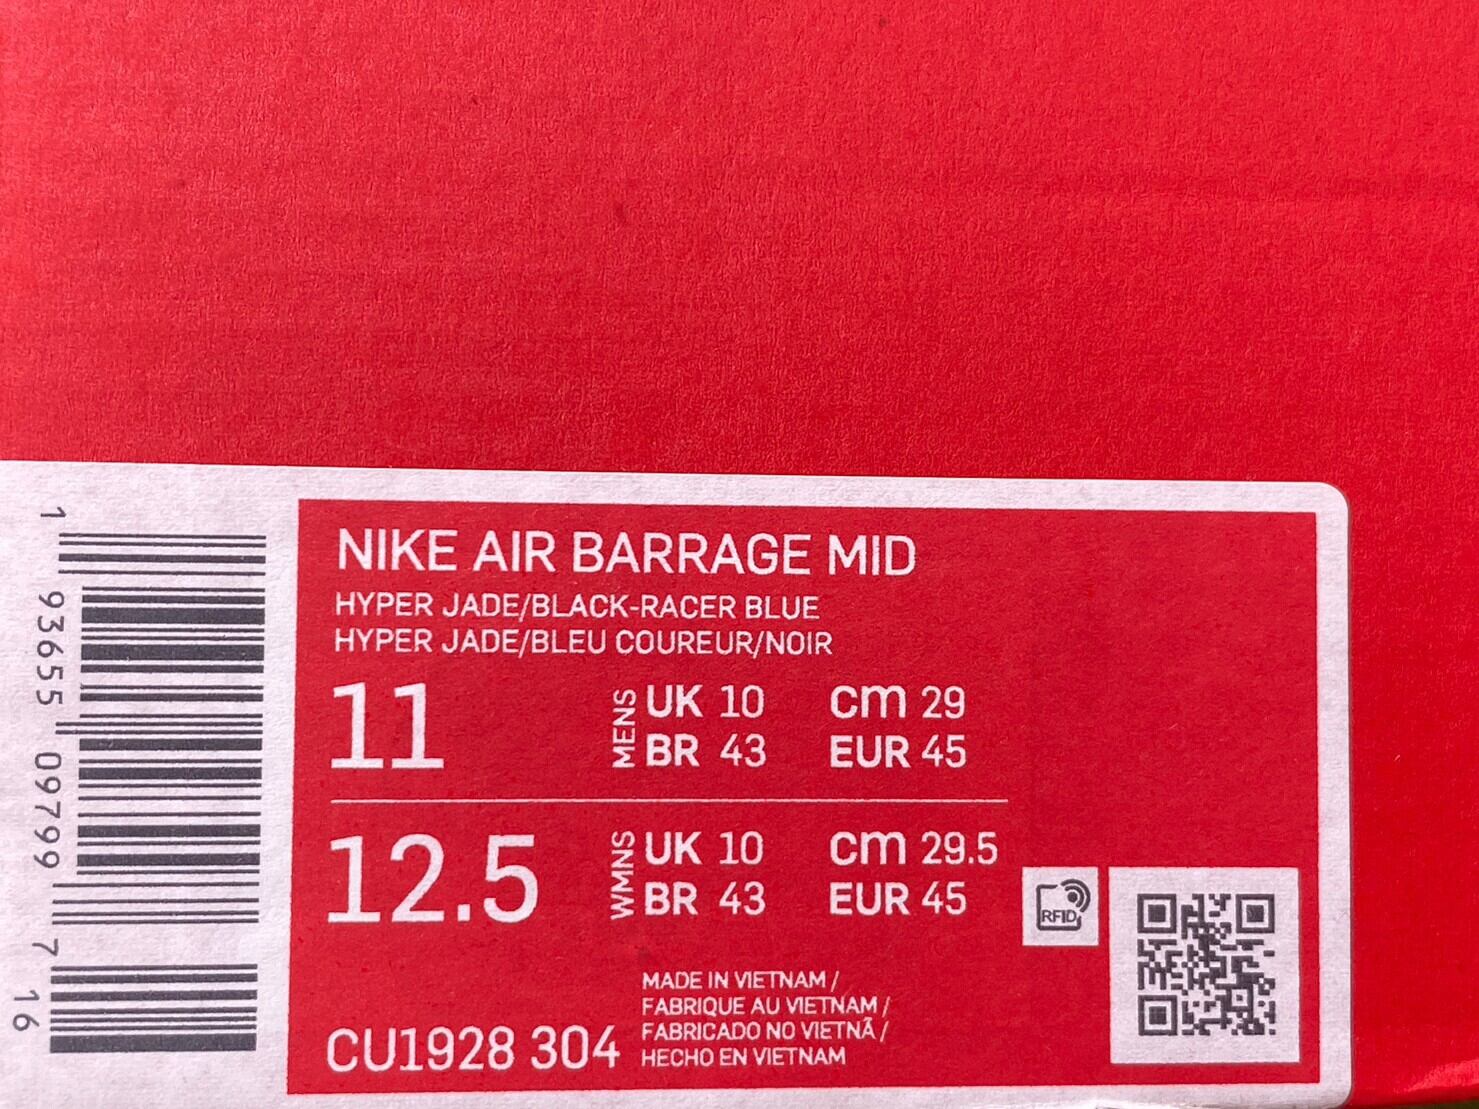 NIKE AIR BARRAGE MID
HYPER JADE/BLACK-RACER BLUE
HYPER JADE/BLEU COUREUR/NOIR
11
MENS
UK 10 cm 29
BR 43 EUR 45
12.5
WMNS
UK 10 cm 29.5
BR 43 EUR 45
RFID
MADE IN VIETNAM /
FABRIQUE AU VIETNAM /
FABRICADO NO VIETNÃ /
HECHO EN VIETNAM
CU1928 304
1 93655 09799 7 16